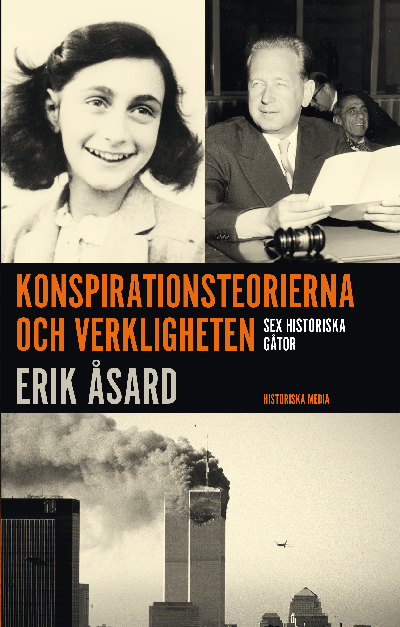 KONSPIRATIONSTEORIERNA
OCH VERKLIGHETEN
SEX HISTORISKA
GÅTOR
ERIK ÅSARD
HISTORISKA MEDIA